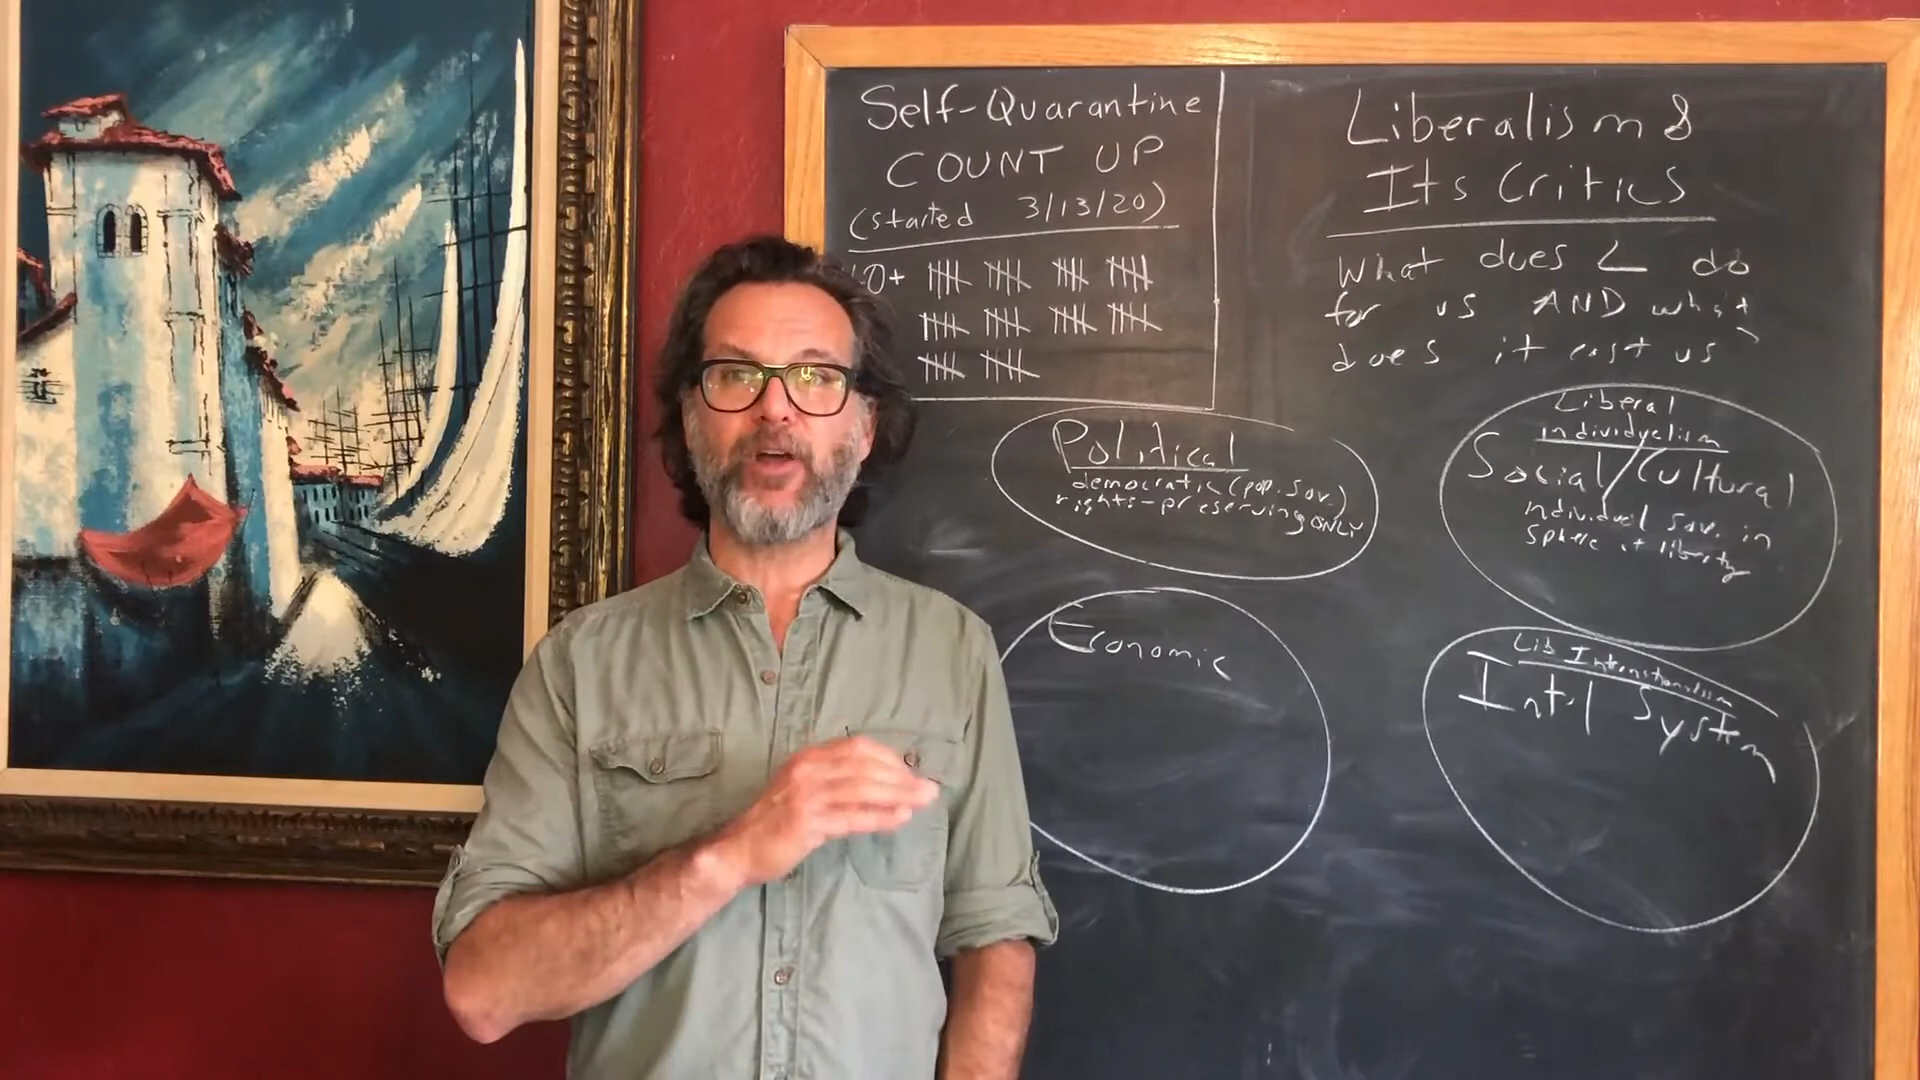 Self-Quarantine
COUNT UP
(started 3/13/20)
0+
Liberalism &
Its Critics
What does L do
for us AND what
does it cost us
Political
democratic (pop. sov.)
rights-preserving ONLY
Liberal
individualism
Social/Cultural
individual sov. in
sphere of liberty
Economic
Lib Internationalism
Int'l System